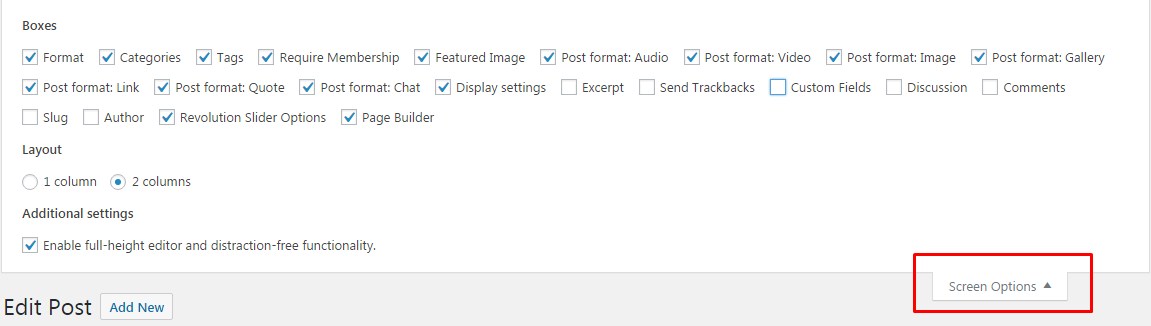 Boxes
Format Categories Tags Require Membership Featured Image Post format: Audio Post format: Video Post format: Image Post format: Gallery
Post format: Link Post format: Quote Post format: Chat Display settings Excerpt Send Trackbacks Custom Fields Discussion Comments
Slug Author Revolution Slider Options Page Builder
Layout
1 column 2 columns
Additional settings
Enable full-height editor and distraction-free functionality.
Screen Options
Edit Post Add New